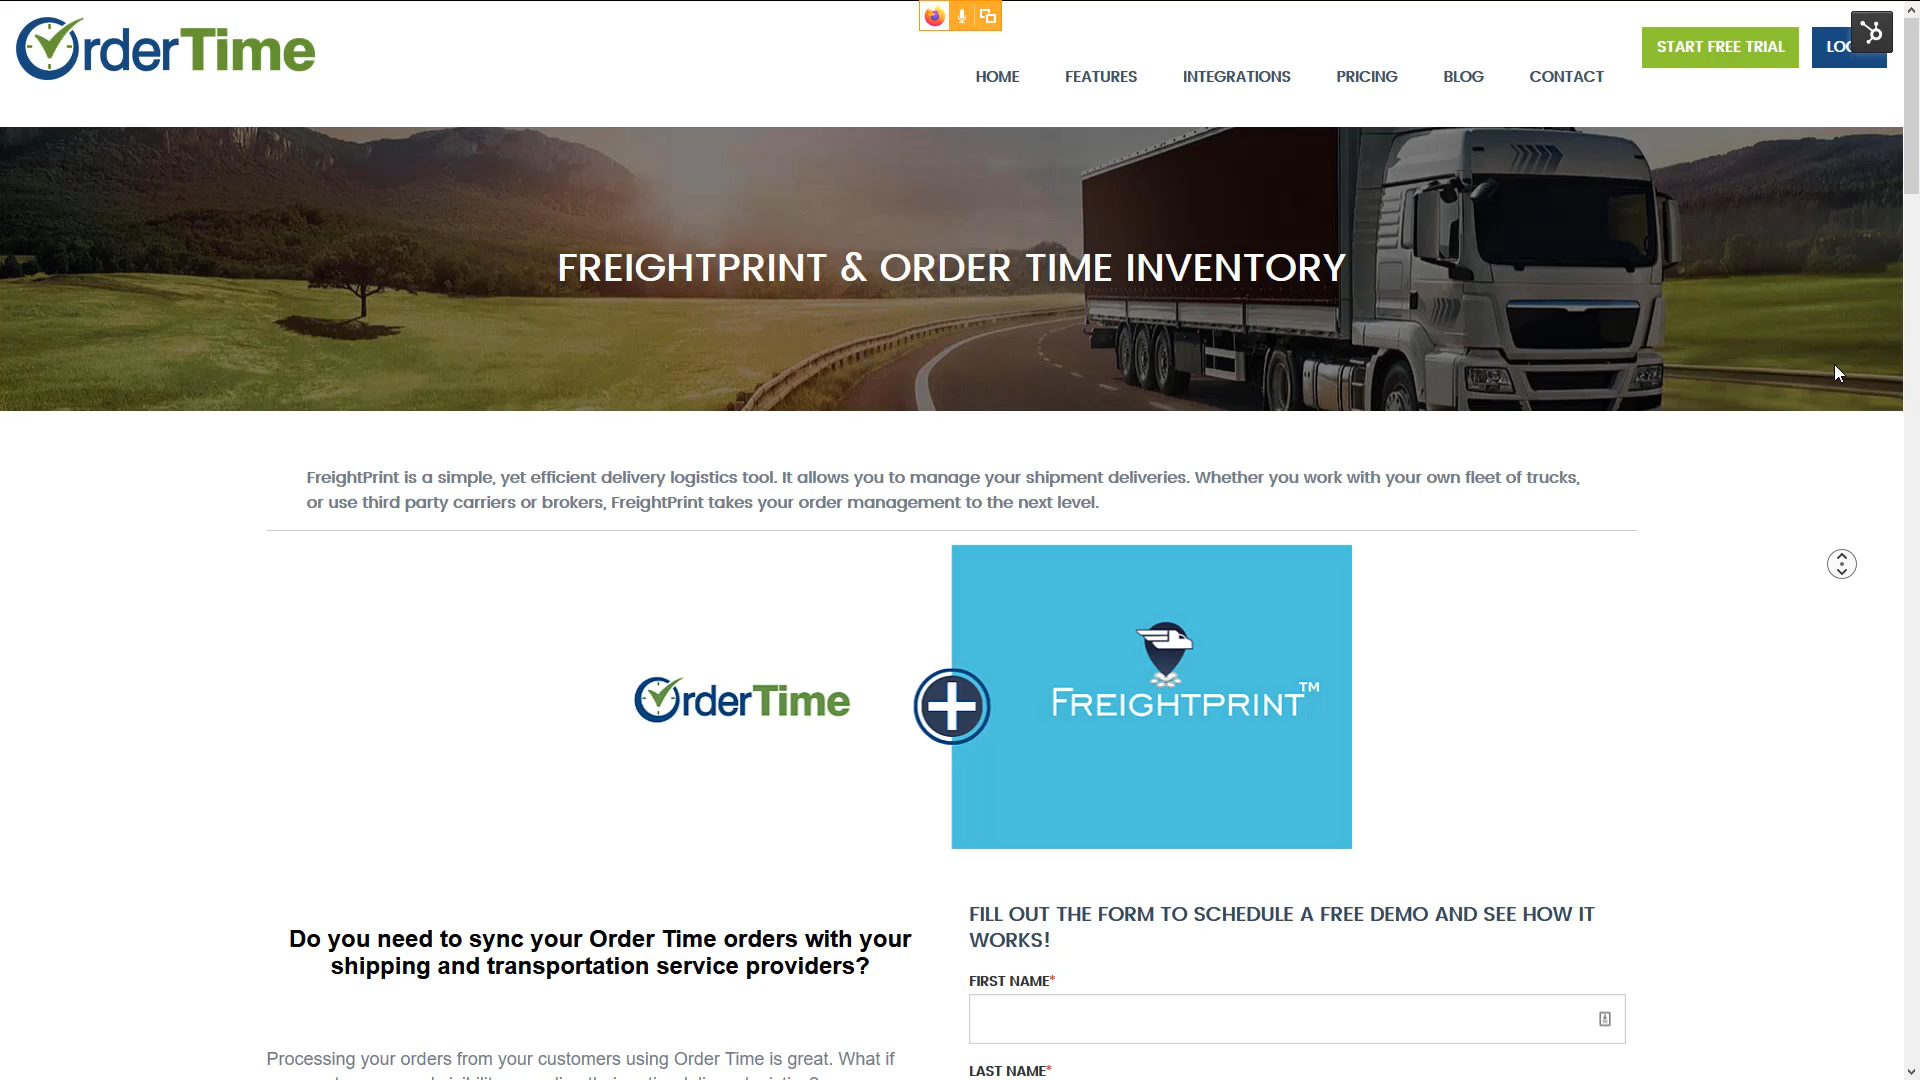 OrderTime
START FREE TRIAL
HOME FEATURES INTEGRATIONS PRICING BLOG CONTACT
FREIGHTPRINT & ORDER TIME INVENTORY
FreightPrint is a simple, yet efficient delivery logistics tool. It allows you to manage your shipment deliveries. Whether you work with your own fleet of trucks,
or use third party carriers or brokers, FreightPrint takes your order management to the next level.
OrderTime
FREIGHTPRINT™
Do you need to sync your Order Time orders with your
shipping and transportation service providers?
Processing your orders from your customers using Order Time is great. What if
FILL OUT THE FORM TO SCHEDULE A FREE DEMO AND SEE HOW IT
WORKS!
FIRST NAME*
LAST NAME*